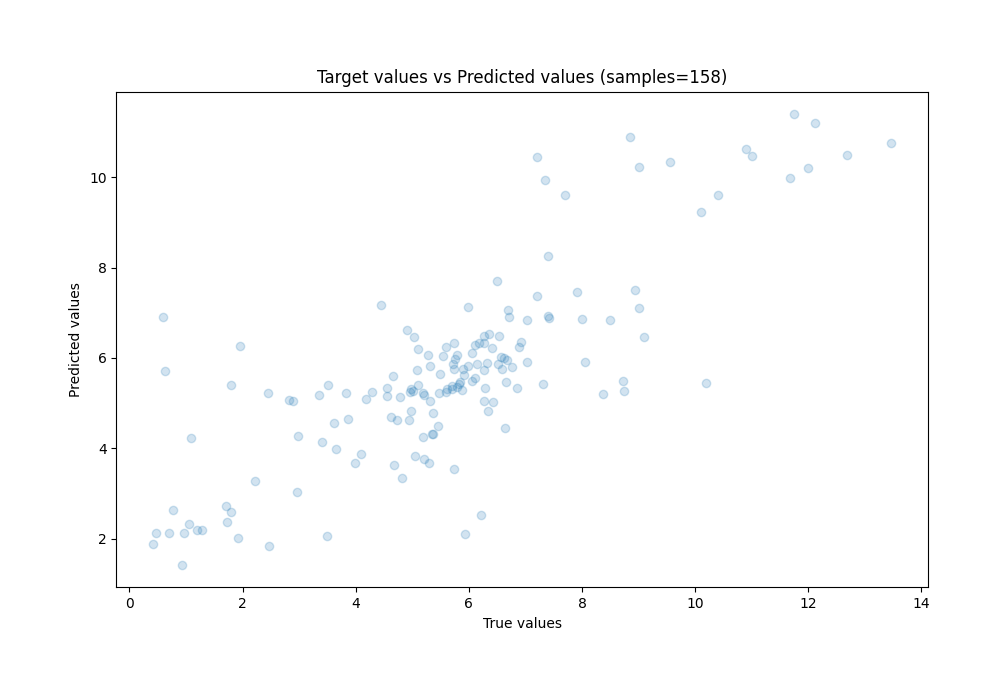 Target values vs Predicted values (samples=158)
10
8
6
4
2
Predicted values
0 2 4 6 8 10 12 14
True values